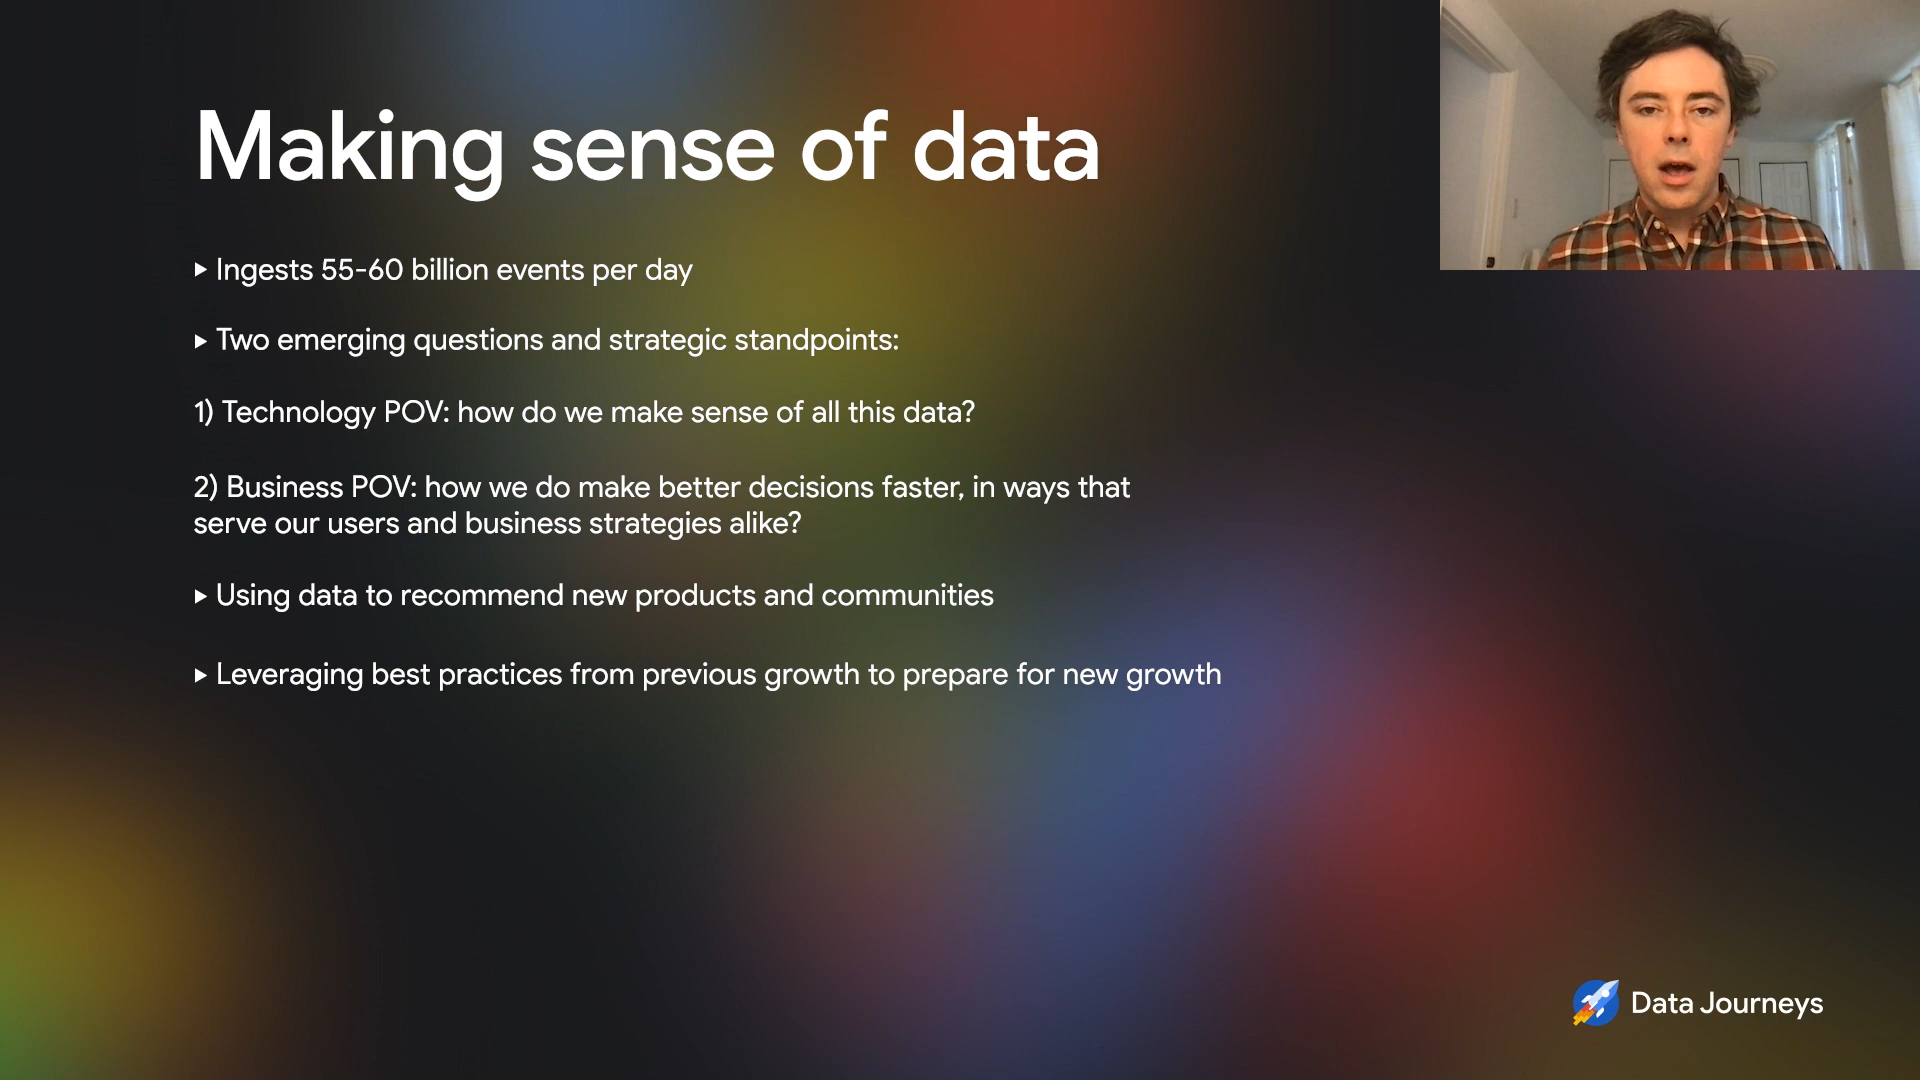 Making sense of data
▸ Ingests 55-60 billion events per day
▸ Two emerging questions and strategic standpoints:
1) Technology POV: how do we make sense of all this data?
2) Business POV: how we do make better decisions faster, in ways that
serve our users and business strategies alike?
▸ Using data to recommend new products and communities
▸ Leveraging best practices from previous growth to prepare for new growth
Data Journeys